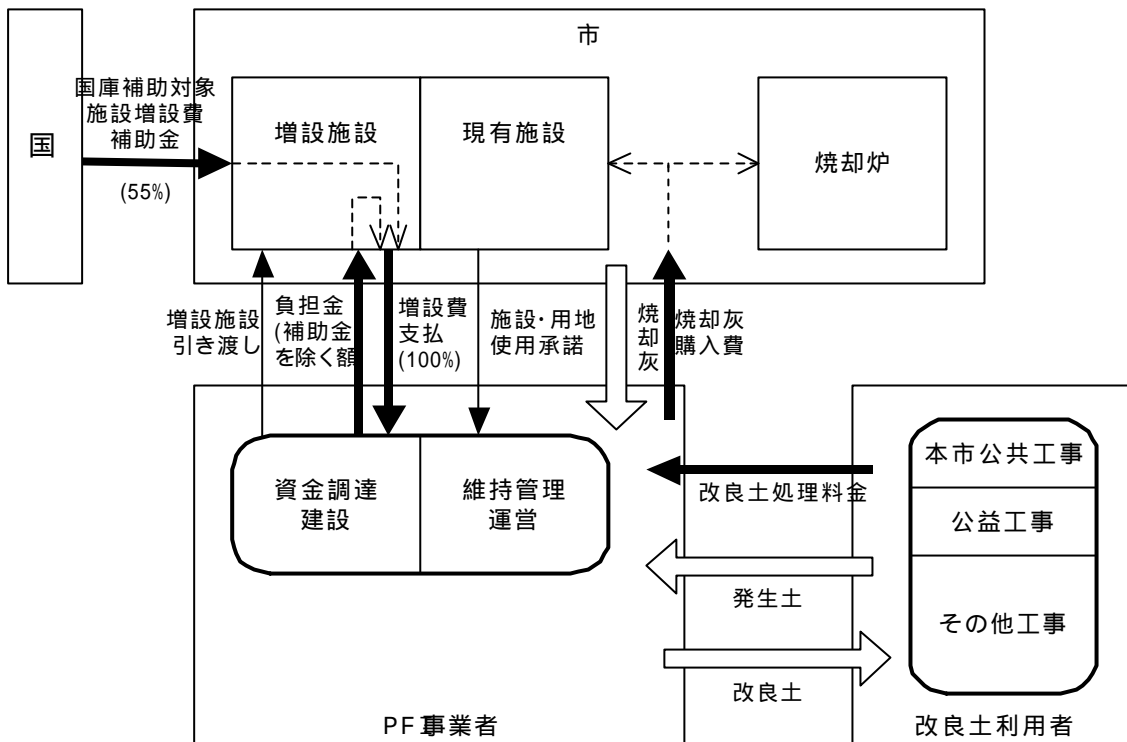 市
国
国庫補助対象
施設増設費
補助金
(55%)
増設施設
現有施設
焼却炉
増設施設
引き渡し
負担金
(補助金
を除く額
増設費
支払
(100%)
施設・用地
使用承諾
焼却灰
焼却灰
購入費
資金調達
建設
維持管理
運営
改良土処理料金
発生土
改良土
本市公共工事
公益工事
その他工事
PFI事業者
改良土利用者